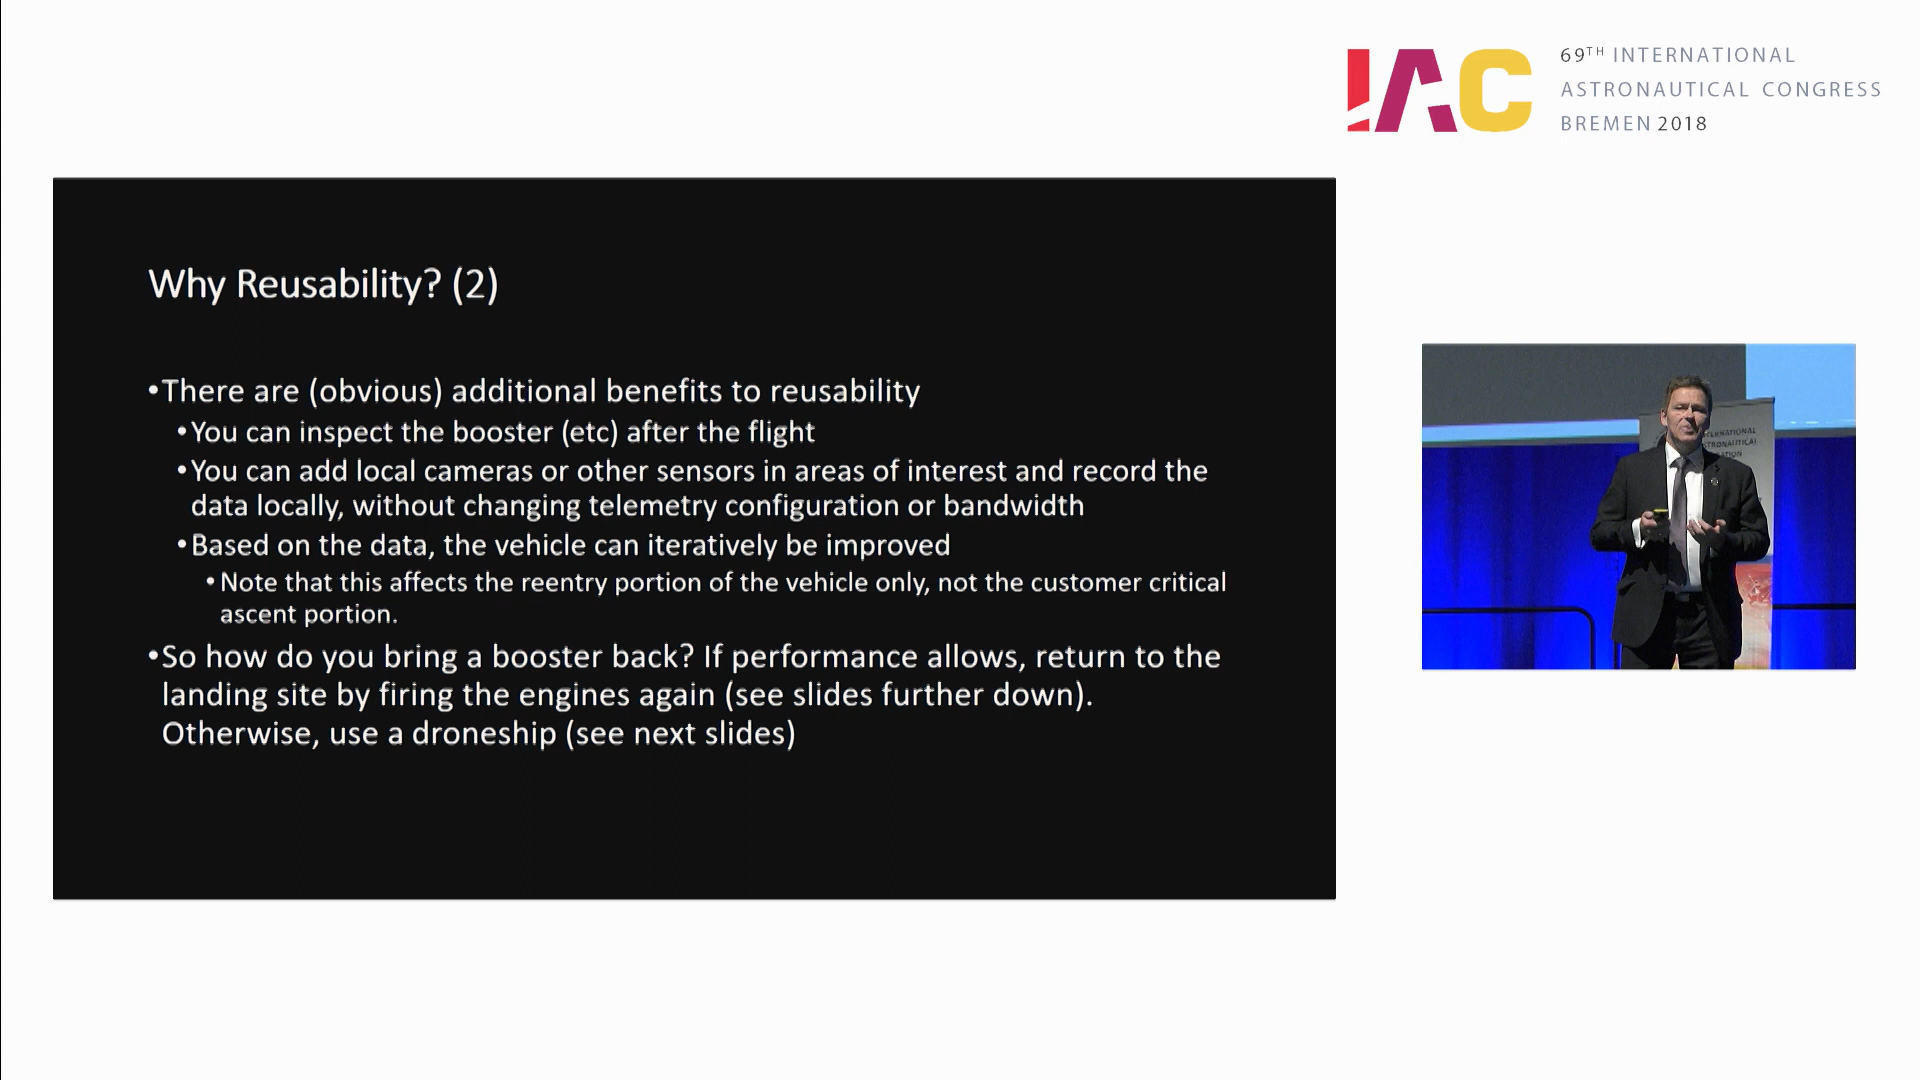 IAC
69TH INTERNATIONAL
ASTRONAUTICAL CONGRESS
BREMEN 2018
Why Reusability? (2)
•There are (obvious) additional benefits to reusability
•You can inspect the booster (etc) after the flight
•You can add local cameras or other sensors in areas of interest and record the
data locally, without changing telemetry configuration or bandwidth
•Based on the data, the vehicle can iteratively be improved
•Note that this affects the reentry portion of the vehicle only, not the customer critical
ascent portion.
•So how do you bring a booster back? If performance allows, return to the
landing site by firing the engines again (see slides further down).
Otherwise, use a droneship (see next slides)
INTERNATIONAL
ASTRONAUTICAL